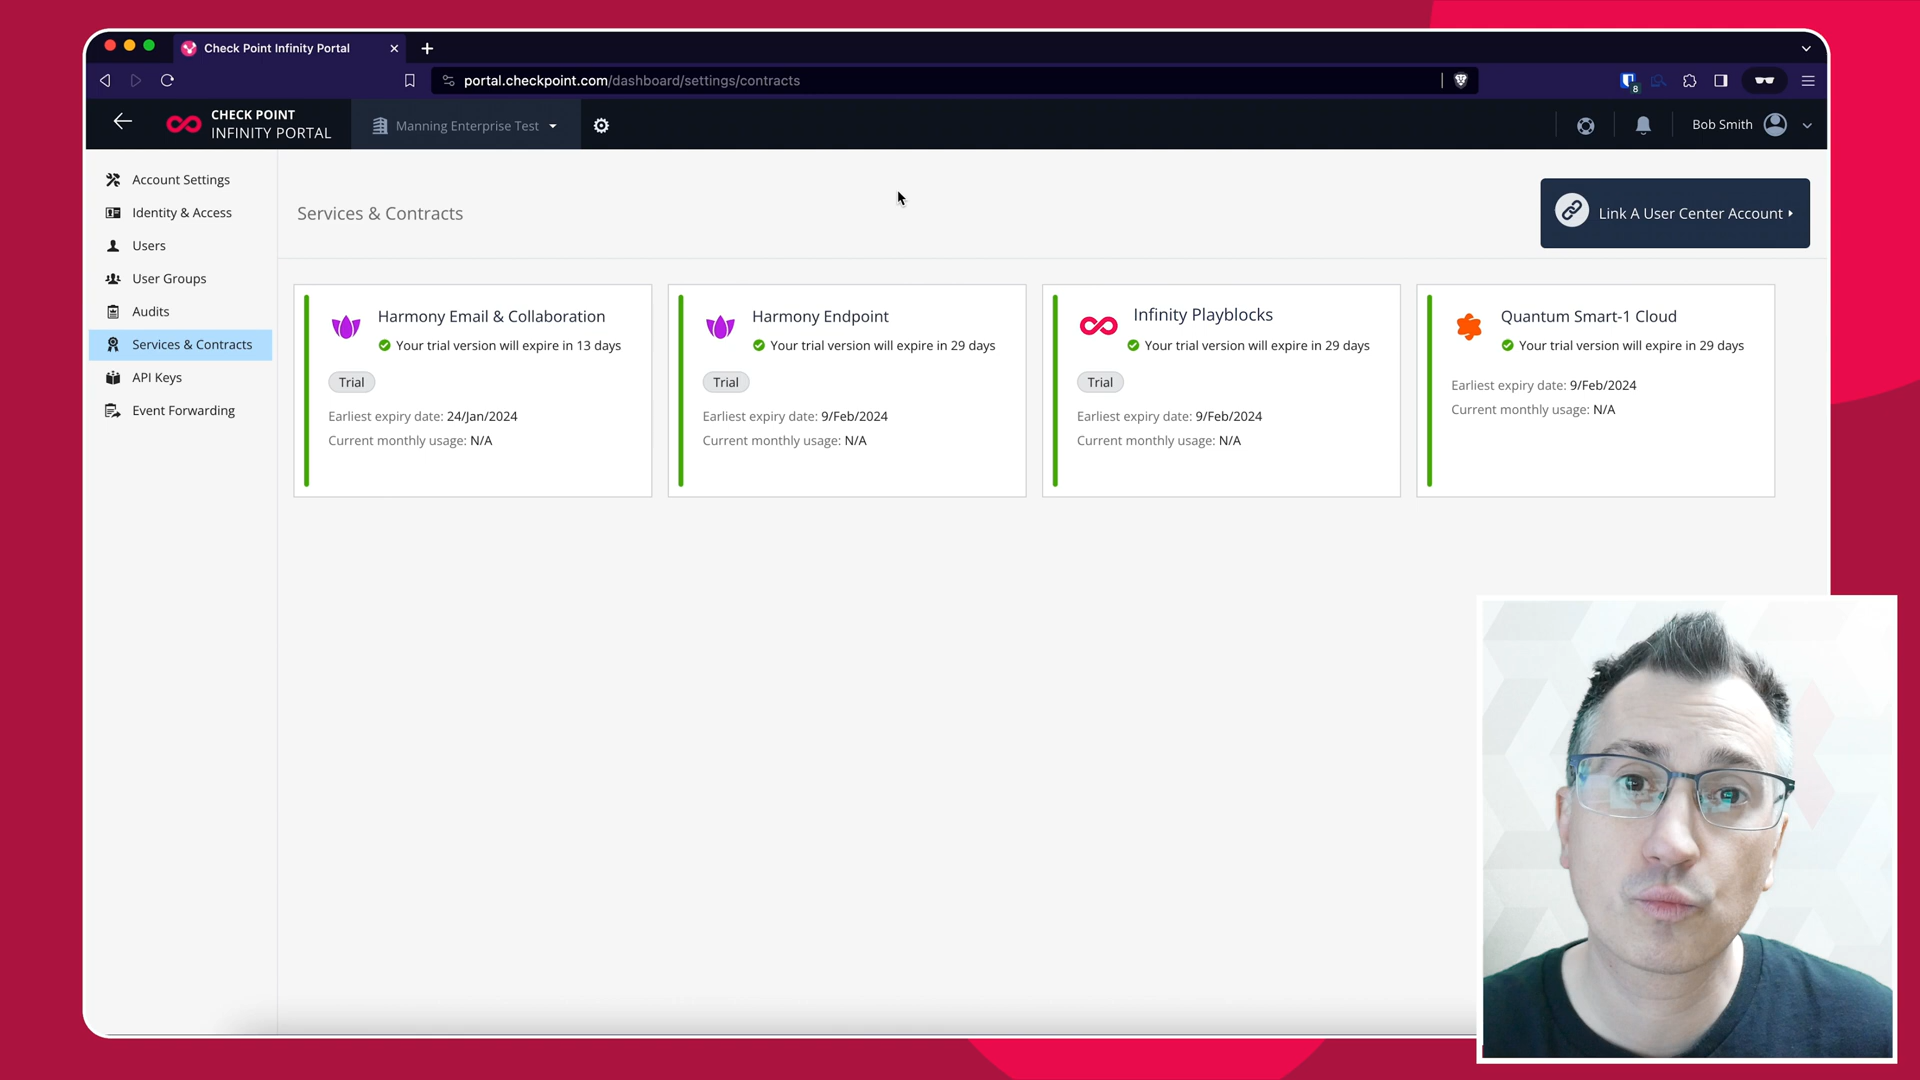 Check Point Infinity Portal
portal.checkpoint.com/dashboard/settings/contracts
8
CHECK POINT
INFINITY PORTAL
Manning Enterprise Test
Bob Smith
Account Settings
Identity & Access
Users
User Groups
Audits
Services & Contracts
API Keys
Event Forwarding
Services & Contracts
Link A User Center Account
Harmony Email & Collaboration
Your trial version will expire in 13 days
Trial
Earliest expiry date: 24/Jan/2024
Current monthly usage: N/A
Harmony Endpoint
Your trial version will expire in 29 days
Trial
Earliest expiry date: 9/Feb/2024
Current monthly usage: N/A
Infinity Playblocks
Your trial version will expire in 29 days
Trial
Earliest expiry date: 9/Feb/2024
Current monthly usage: N/A
Quantum Smart-1 Cloud
Your trial version will expire in 29 days
Earliest expiry date: 9/Feb/2024
Current monthly usage: N/A